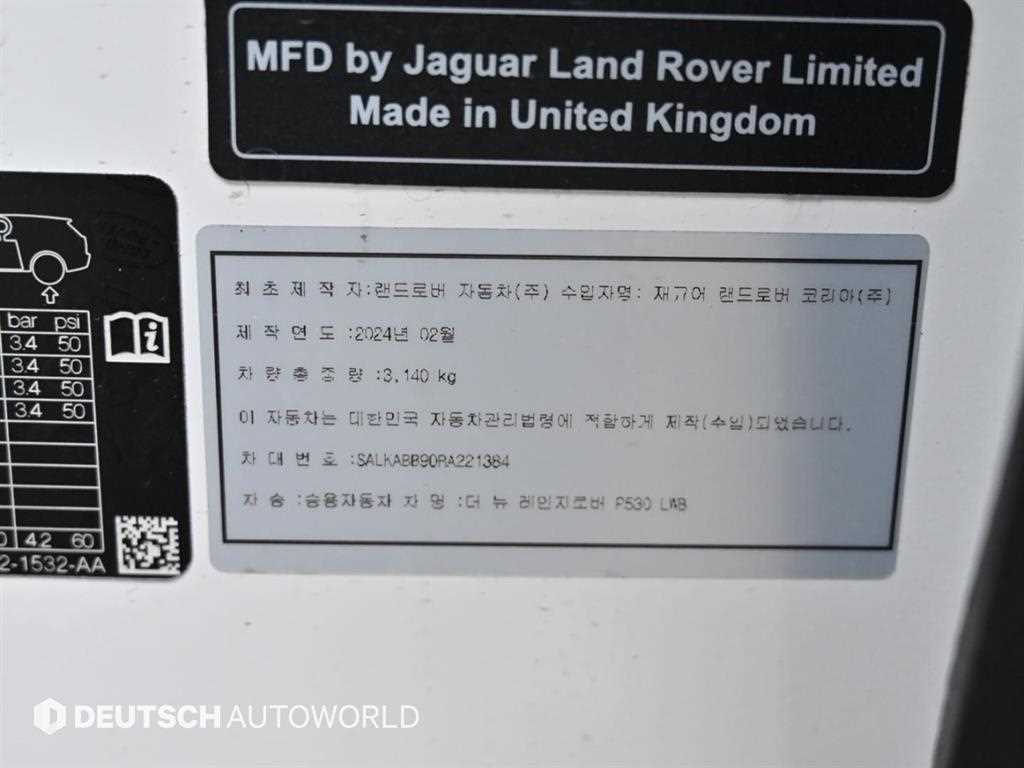 MFD by Jaguar Land Rover Limited
Made in United Kingdom
bar psi
3.4 50
3.4 50
3.4 50
3.4 50
42 60
2-1532-AA
최초제작자:랜드로버 자동차(주) 수입자명: 재규어 랜드로버 코리아(주)
제작연도:2024년 02월
차량총중량:3,140 kg
이 자동차는 대한민국 자동차관리법령에 적합하게 제작(수입)되었습니다.
차대번호:SALKABB90RA221384
차종:승용자동차 차명:더 뉴 레인지로버 P530 LWB
DEUTSCH AUTOWORLD